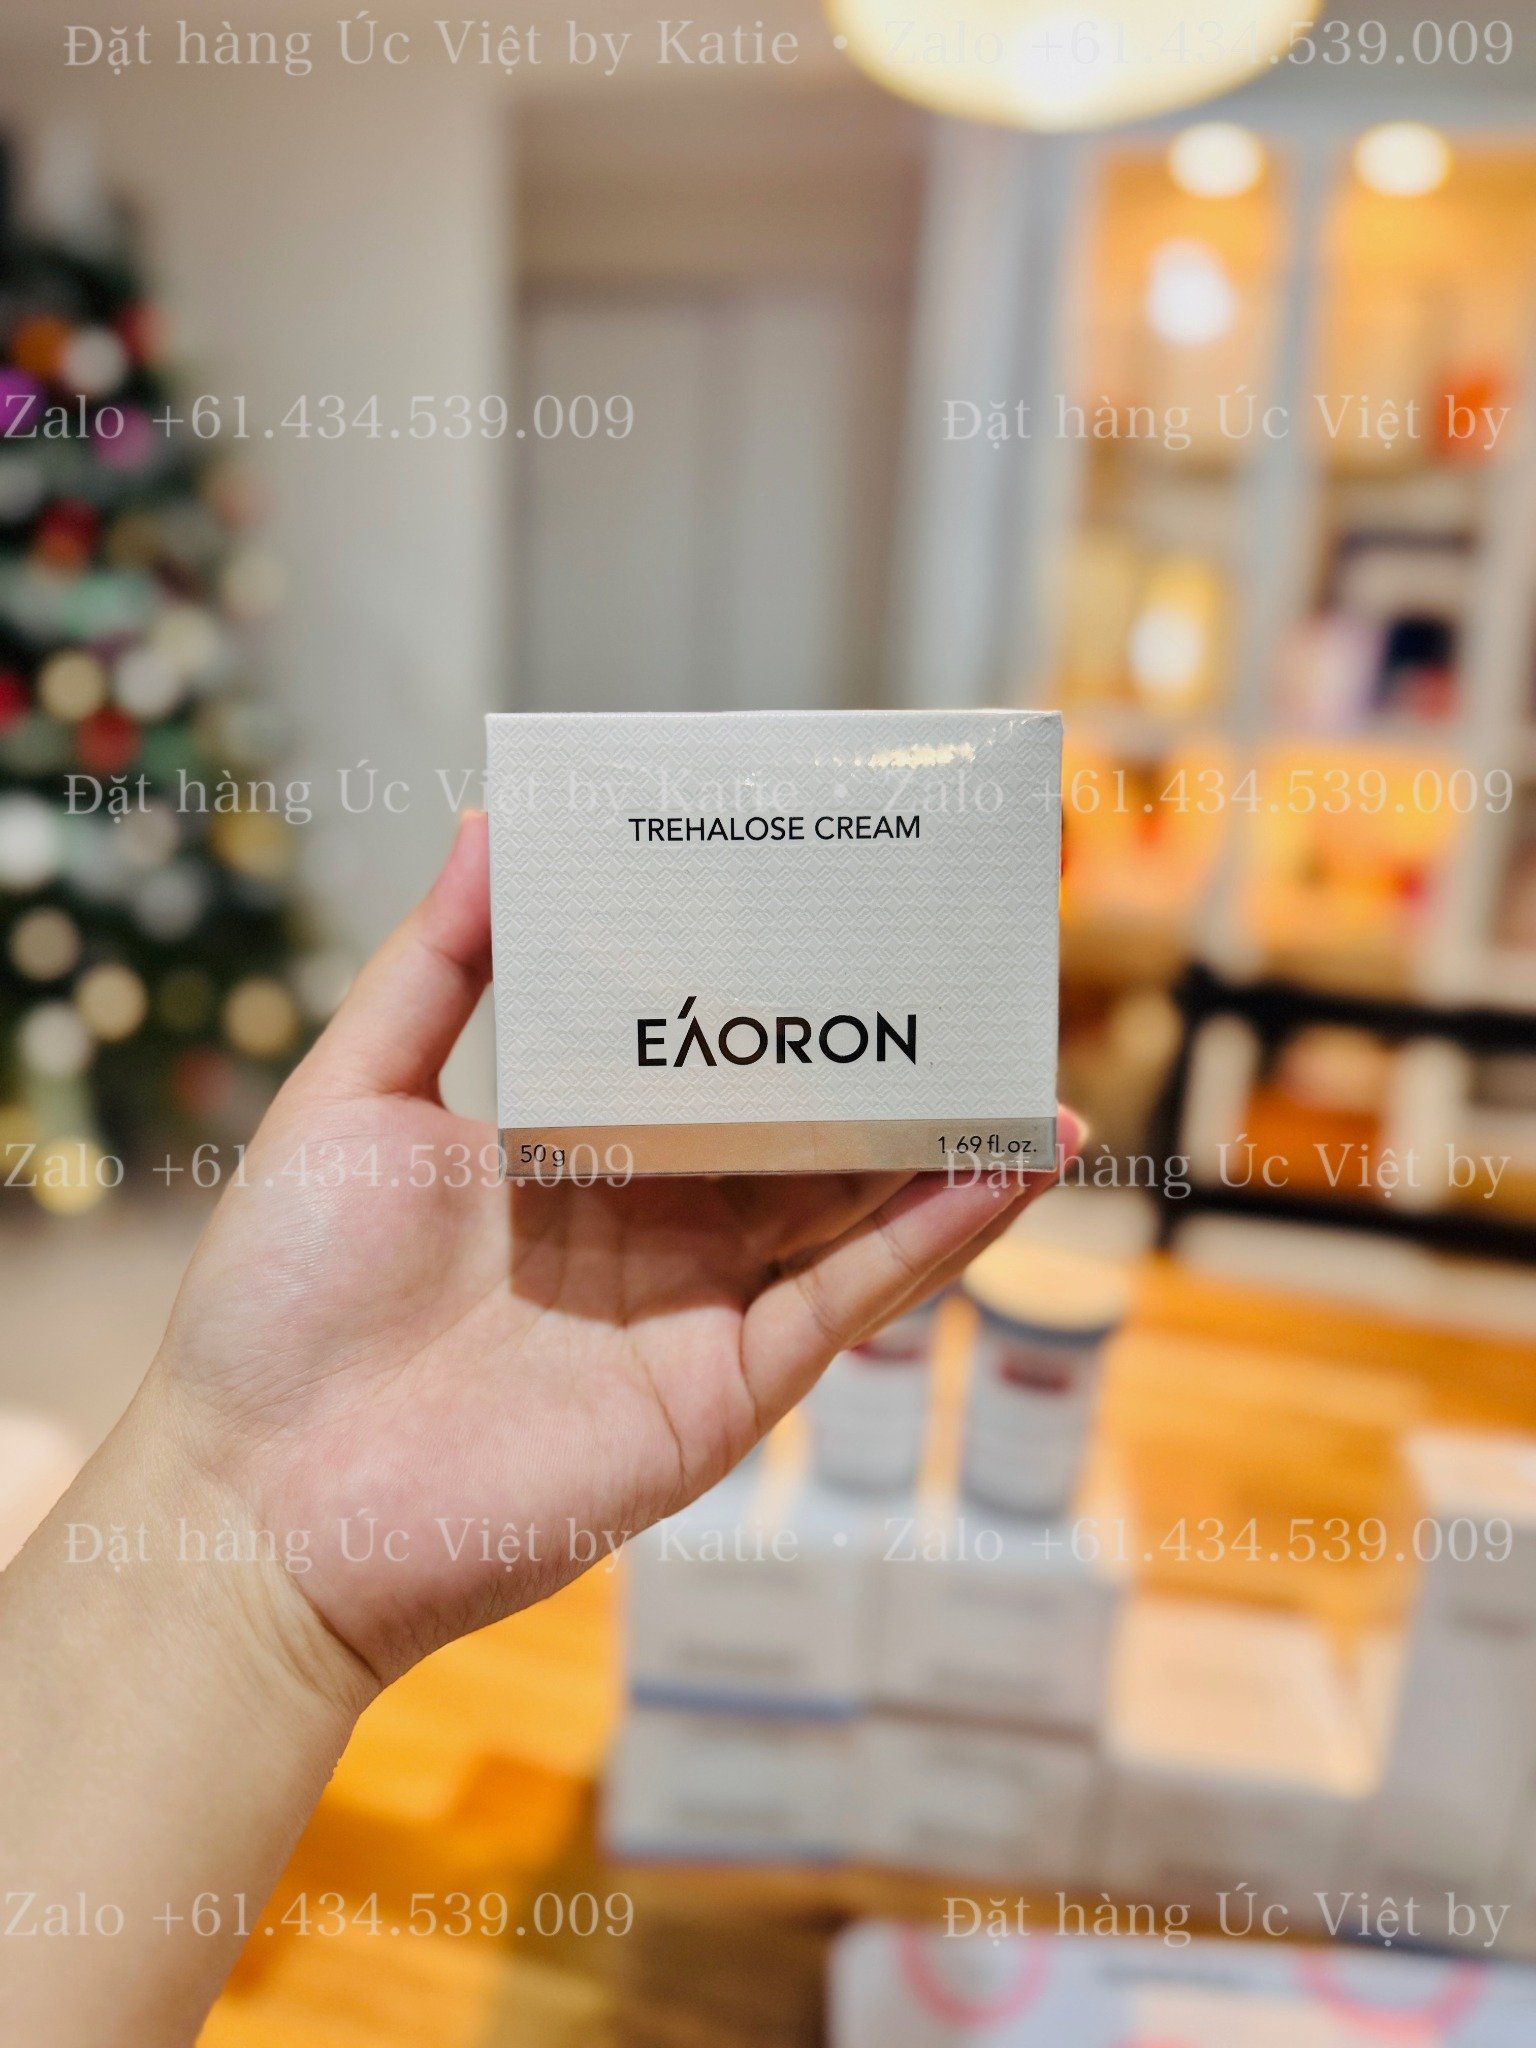 Đặt hàng Úc Việt by Katie • Zalo +61.434.539.009
Zalo +61.434.539.009 Đặt hàng Úc Việt by
Đặt hàng Úc Việt by Katie • Zalo +61.434.539.009
TREHALOSE CREAM
EÁORON
50 g 1.69 fl.oz.
Zalo +61.434.539.009 Đặt hàng Úc Việt by
Đặt hàng Úc Việt by Katie • Zalo +61.434.539.009
Zalo +61.434.539.009 Đặt hàng Úc Việt by